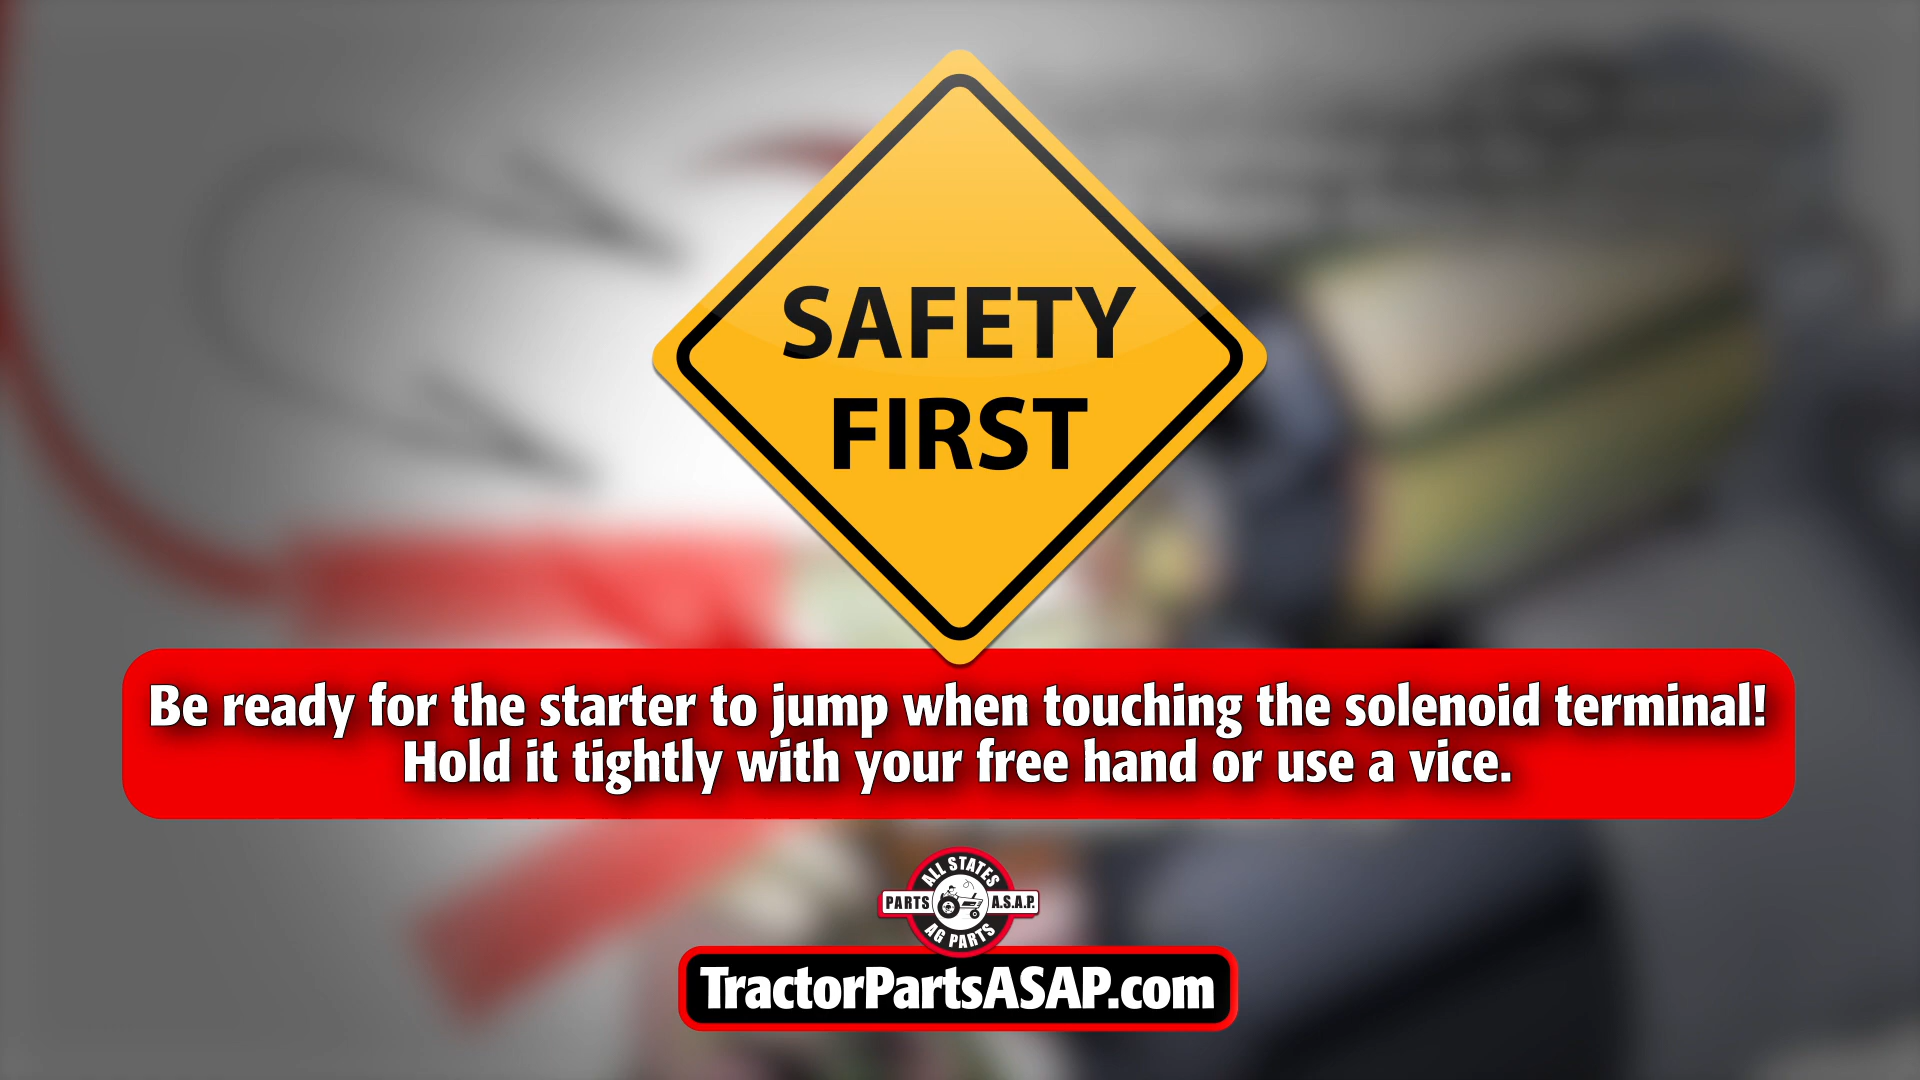 SAFETY
FIRST
Be ready for the starter to jump when touching the solenoid terminal!
Hold it tightly with your free hand or use a vice.
ALL STATES
PARTS A.S.A.P.
AG PARTS
TractorPartsASAP.com